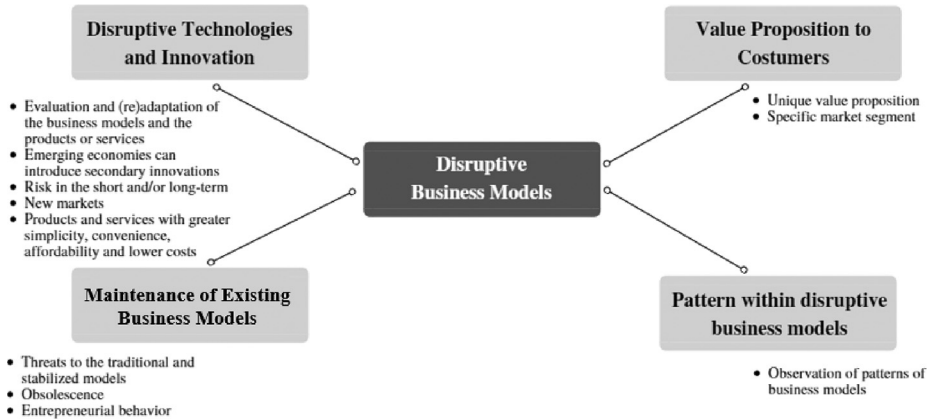 Disruptive Technologies
and Innovation
• Evaluation and (re)adaptation of
the business models and the
products or services
• Emerging economies can
introduce secondary innovations
• Risk in the short and/or long-term
• New markets
• Products and services with greater
simplicity, convenience,
affordability and lower costs
Value Proposition to
Costumers
• Unique value proposition
• Specific market segment
Disruptive
Business Models
Maintenance of Existing
Business Models
• Threats to the traditional and
stabilized models
• Obsolescence
• Entrepreneurial behavior
Pattern within disruptive
business models
• Observation of patterns of
business models